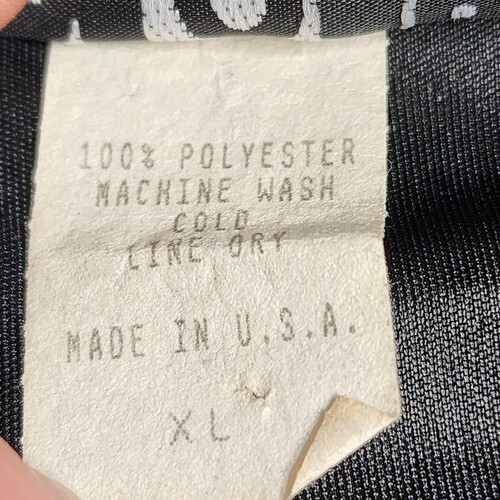 100% POLYESTER
MACHINE WASH
COLD
LINE DRY
MADE IN U.S.A.
XL